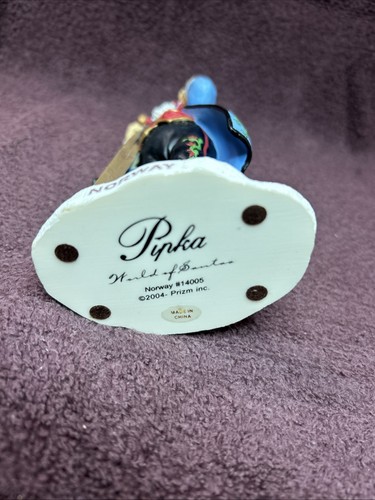 NORWAY
Pipka
World of Santas
Norway #14005
©2004- Prizm inc.
MADE IN
CHINA